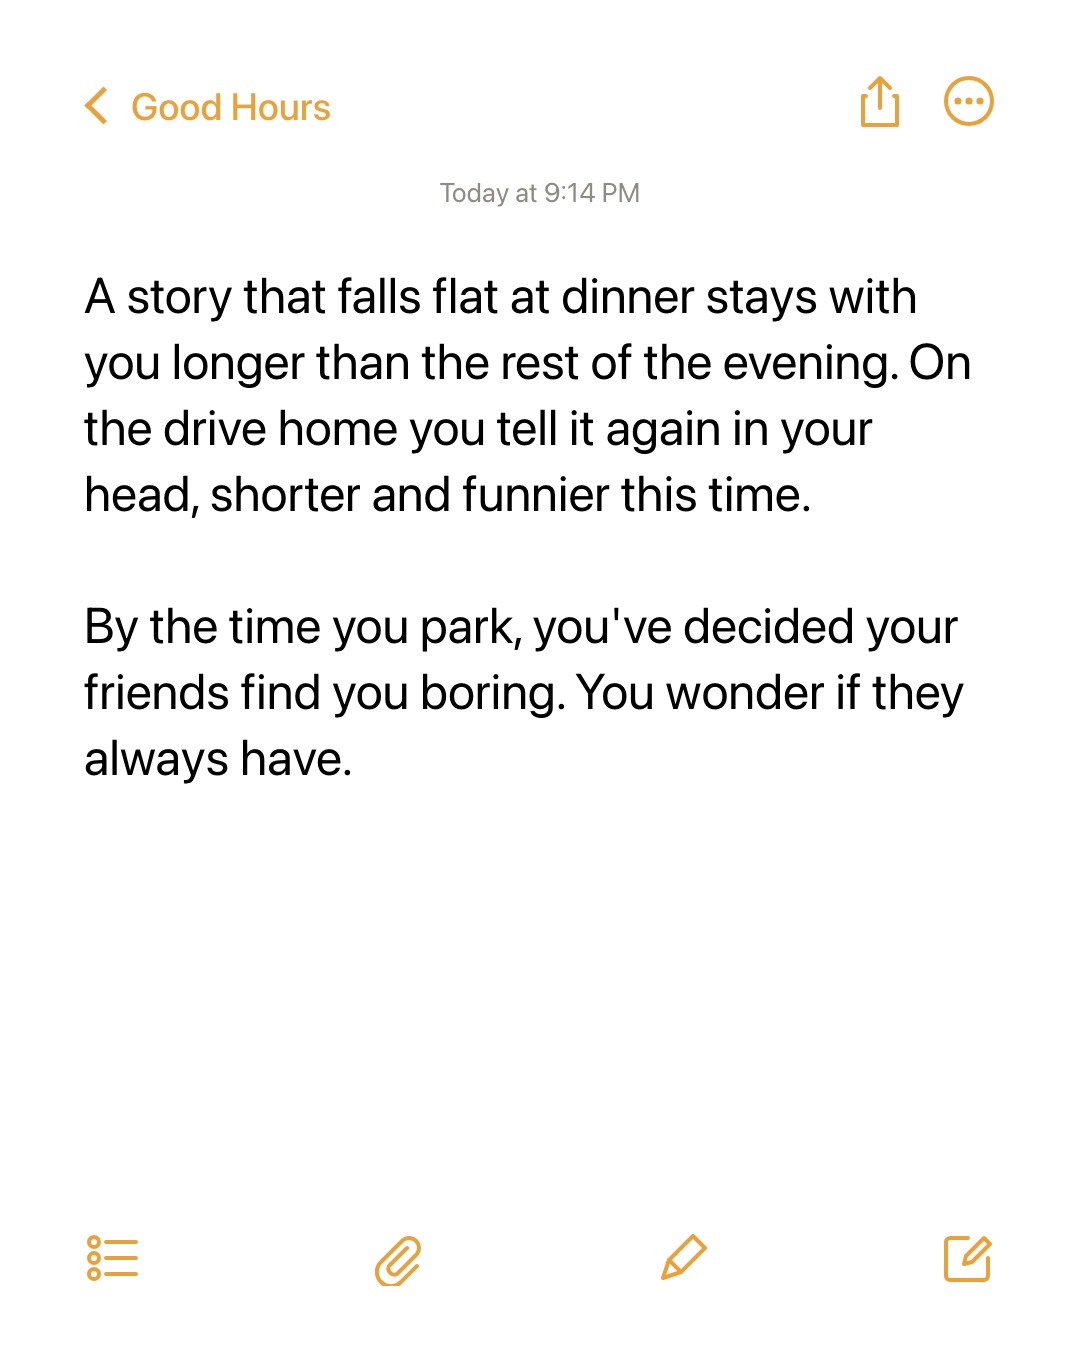 Good Hours
Today at 9:14 PM
A story that falls flat at dinner stays with
you longer than the rest of the evening. On
the drive home you tell it again in your
head, shorter and funnier this time.
By the time you park, you've decided your
friends find you boring. You wonder if they
always have.